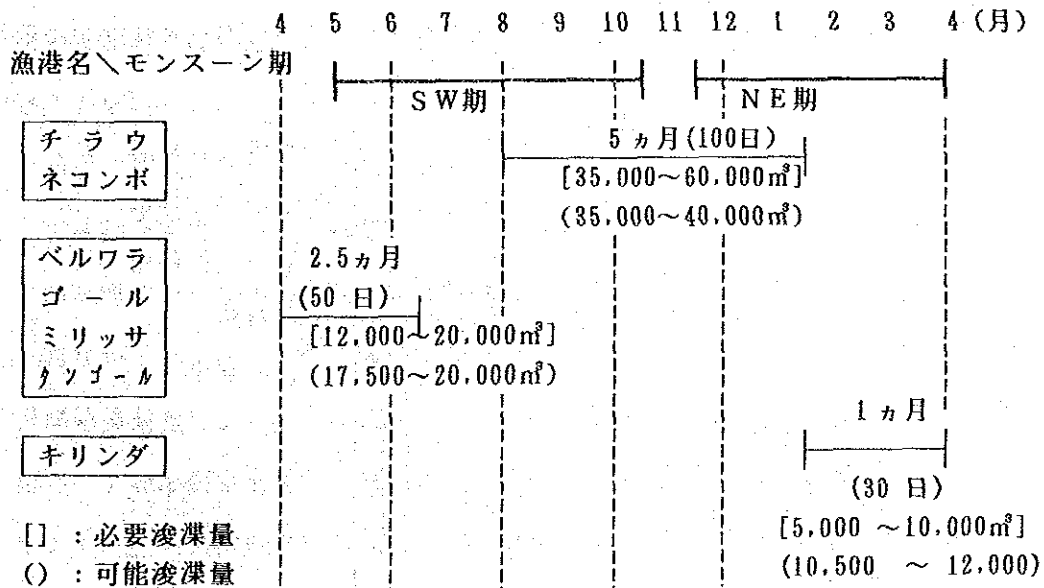 4 5 6 7 8 9 10 11 12 1 2 3 4 (月)
漁港名＼モンスーン期
SW期 NE期
チラウ
ネコンボ
5ヵ月(100日)
[35,000～60,000㎥]
(35,000～40,000㎥)
ベルワラ
ゴール
ミリッサ
タンゴール
2.5ヵ月
(50 日)
[12,000～20,000㎥]
(17,500～20,000㎥)
キリンダ
1ヵ月
(30 日)
[5,000 ～10,000㎥]
(10,500 ～ 12,000)
[] ：必要浚渫量
() ：可能浚渫量